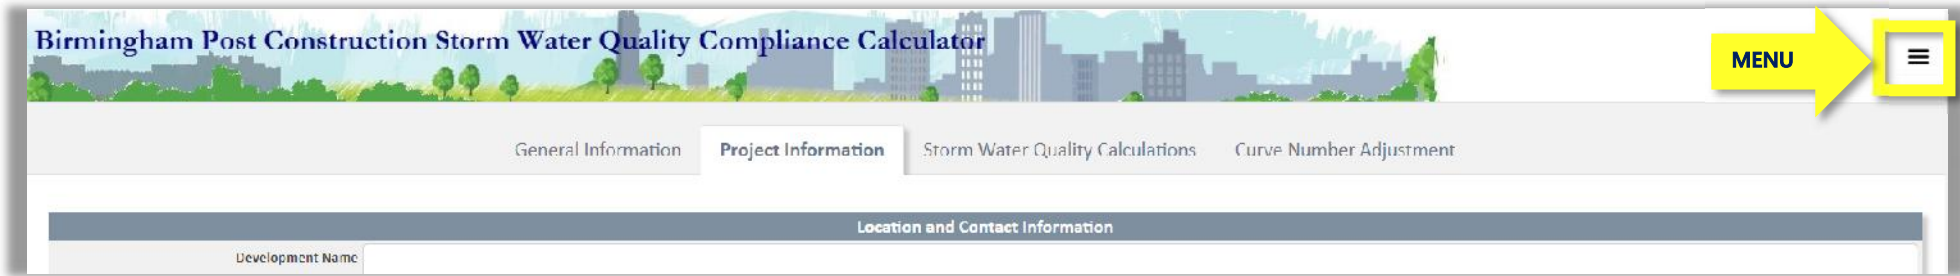 Birmingham Post Construction Storm Water Quality Compliance Calculator
MENU
General Information Project Information Storm Water Quality Calculations Curve Number Adjustment
Location and Contact Information
Development Name